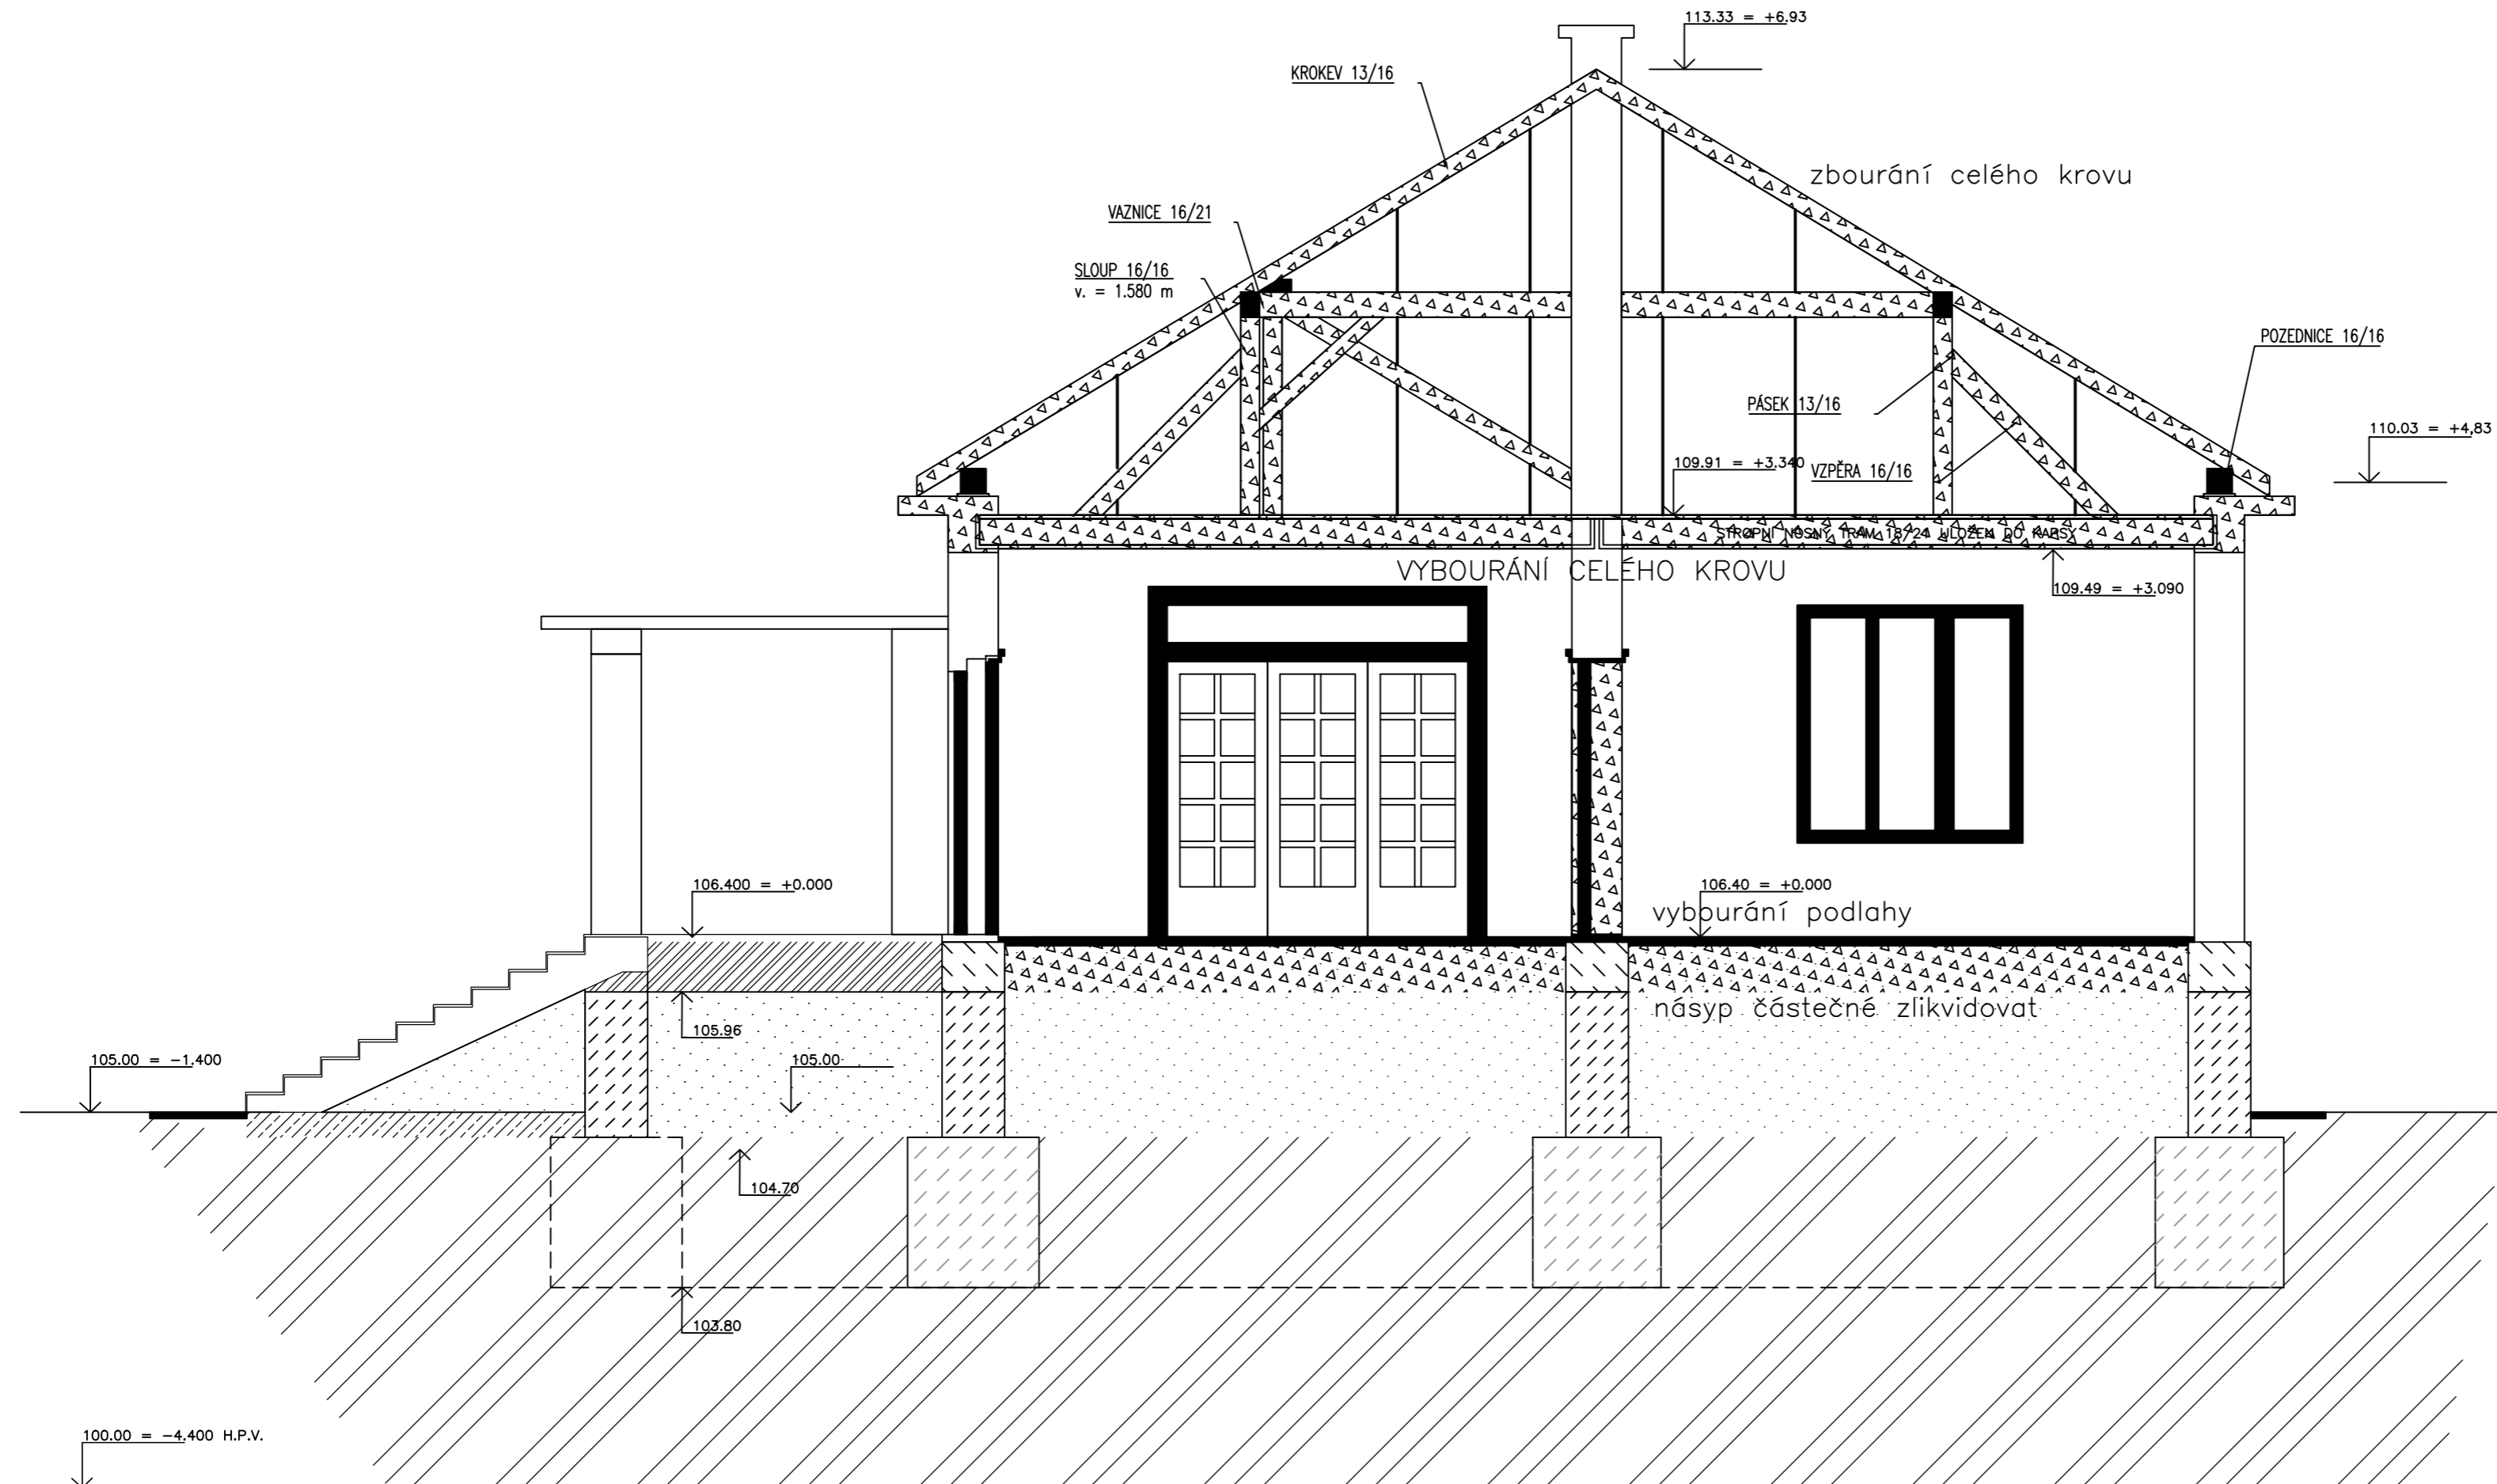 113.33 = +6.93
KROKEV 13/16
zbourání celého krovu
VAZNICE 16/21
SLOUP 16/16
v. = 1.580 m
POZEDNICE 16/16
PÁSEK 13/16
110.03 = +4,83
109.91 = +3.340
VZPĚRA 16/16
STROPNÍ NOSNÝ TRÁM 18/24 ULOŽEN DO KAPSY
VYBOURÁNÍ CELÉHO KROVU
109.49 = +3.090
106.400 = +0.000
106.40 = +0.000
vybourání podlahy
násyp částečné zlikvidovat
105.96
105.00 = -1.400
105.00
104.70
103.80
100.00 = -4.400 H.P.V.